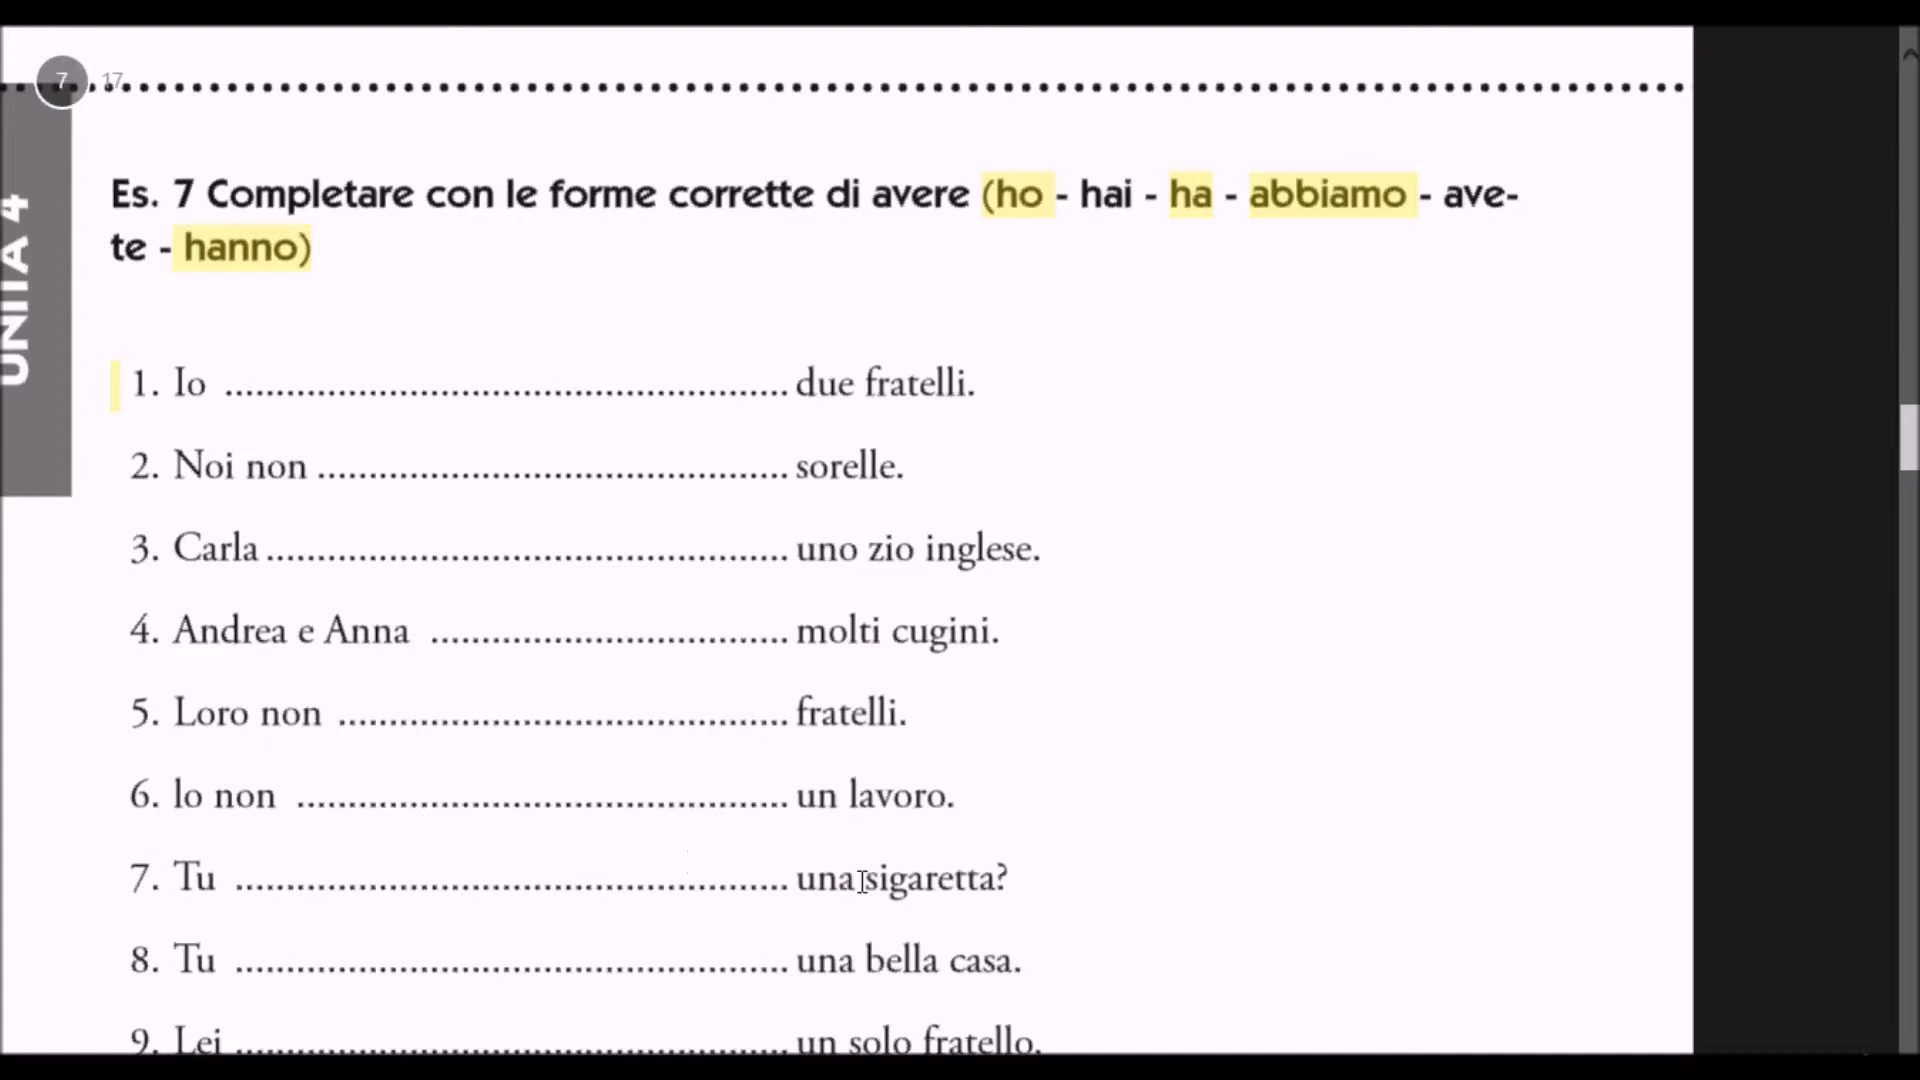 7 17
UNITA 4
Es. 7 Completare con le forme corrette di avere (ho - hai - ha - abbiamo - ave-
te - hanno)
1. Io ........................................................ due fratelli.
2. Noi non .............................................. sorelle.
3. Carla ................................................... uno zio inglese.
4. Andrea e Anna ................................... molti cugini.
5. Loro non ............................................ fratelli.
6. lo non ................................................ un lavoro.
7. Tu ...................................................... una sigaretta?
8. Tu ...................................................... una bella casa.
9. Lei ...................................................... un solo fratello.